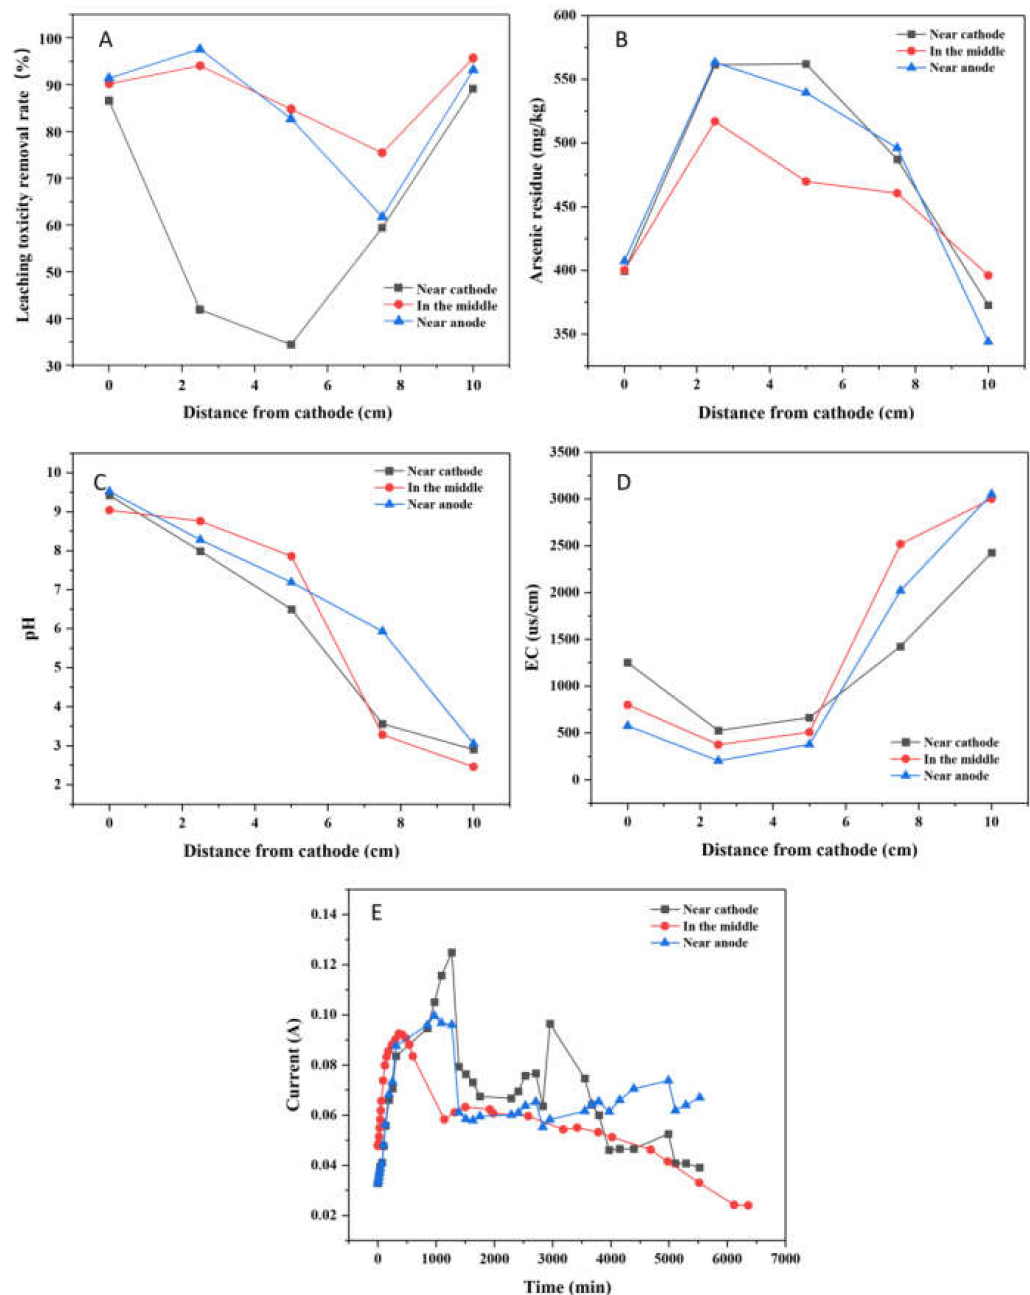 A
100
90
80
70
60
50
40
30
Leaching toxicity removal rate (%)
Near cathode
In the middle
Near anode
0 2 4 6 8 10
Distance from cathode (cm)
B
600
550
500
450
400
350
Arsenic residue (mg/kg)
Near cathode
In the middle
Near anode
0 2 4 6 8 10
Distance from cathode (cm)
C
10
9
8
7
6
5
4
3
2
pH
Near cathode
In the middle
Near anode
0 2 4 6 8 10
Distance from cathode (cm)
D
3500
3000
2500
2000
1500
1000
500
0
EC (us/cm)
Near cathode
In the middle
Near anode
0 2 4 6 8 10
Distance from cathode (cm)
E
0.14
0.12
0.10
0.08
0.06
0.04
0.02
Current (A)
Near cathode
In the middle
Near anode
0 1000 2000 3000 4000 5000 6000 7000
Time (min)